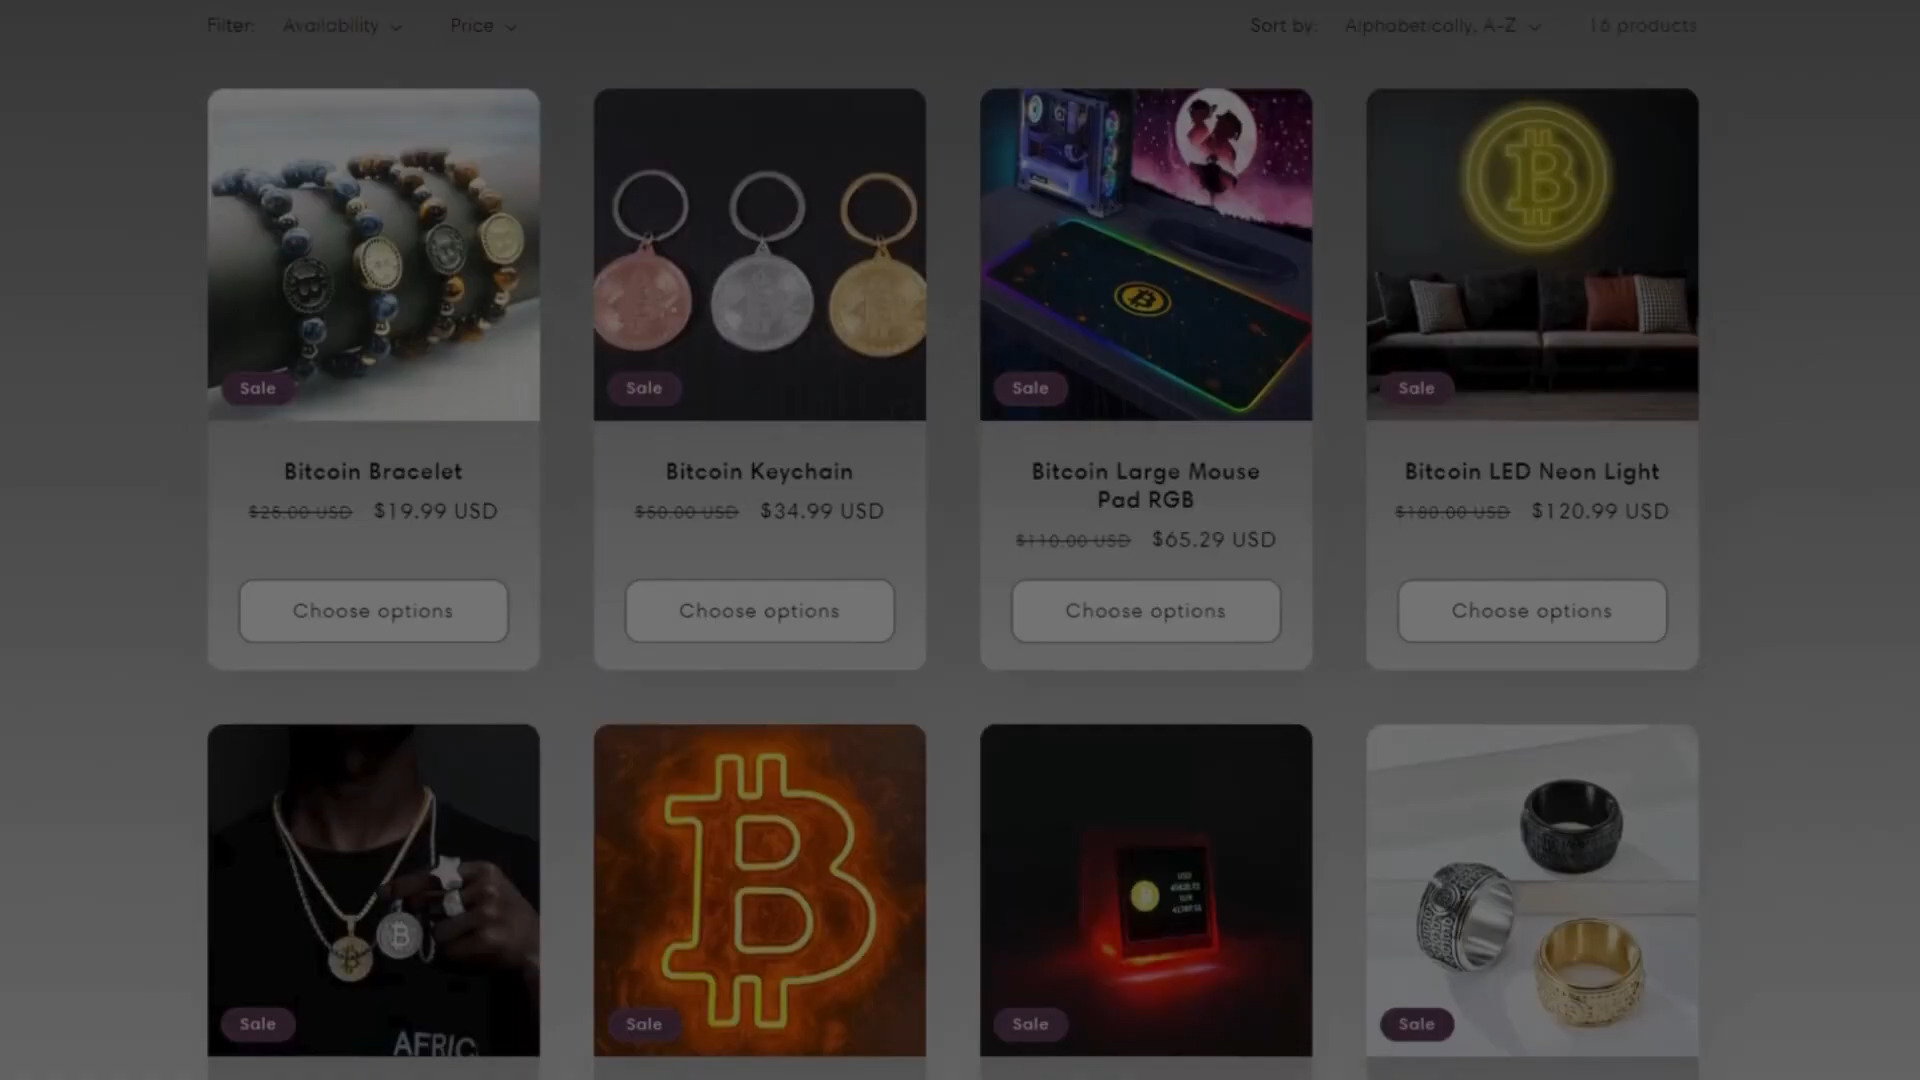 Filter: Availability Price Sort by: Alphabetically, A-Z 16 products
Sale
Sale
Sale
Sale
Bitcoin Bracelet
$25.00 USD $19.99 USD
Choose options
Bitcoin Keychain
$50.00 USD $34.99 USD
Choose options
Bitcoin Large Mouse
Pad RGB
$110.00 USD $65.29 USD
Choose options
Bitcoin LED Neon Light
$180.00 USD $120.99 USD
Choose options
AFRIC
Sale
Sale
USD
EUR
Sale
Sale